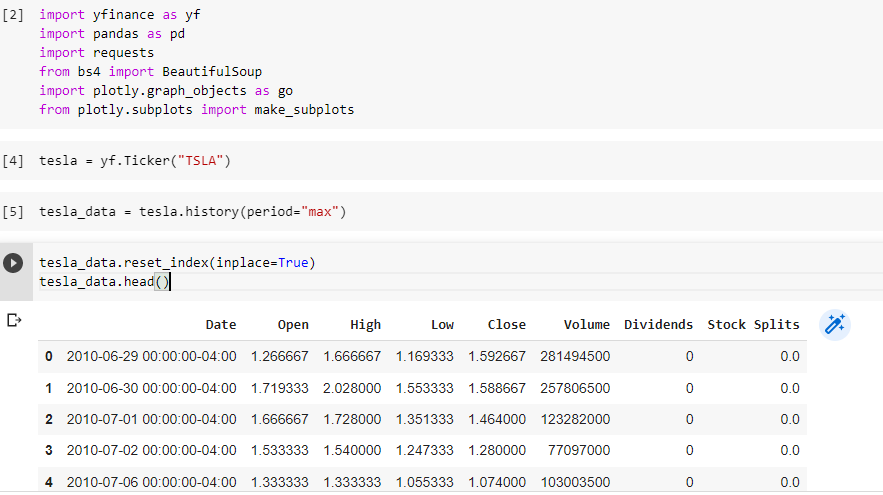 [2] import yfinance as yf
import pandas as pd
import requests
from bs4 import BeautifulSoup
import plotly.graph_objects as go
from plotly.subplots import make_subplots
[4] tesla = yf.Ticker("TSLA")
[5] tesla_data = tesla.history(period="max")
tesla_data.reset_index(inplace=True)
tesla_data.head()
Date Open High Low Close Volume Dividends Stock Splits
0 2010-06-29 00:00:00-04:00 1.266667 1.666667 1.169333 1.592667 281494500 0 0.0
1 2010-06-30 00:00:00-04:00 1.719333 2.028000 1.553333 1.588667 257806500 0 0.0
2 2010-07-01 00:00:00-04:00 1.666667 1.728000 1.351333 1.464000 123282000 0 0.0
3 2010-07-02 00:00:00-04:00 1.533333 1.540000 1.247333 1.280000 77097000 0 0.0
4 2010-07-06 00:00:00-04:00 1.333333 1.333333 1.055333 1.074000 103003500 0 0.0